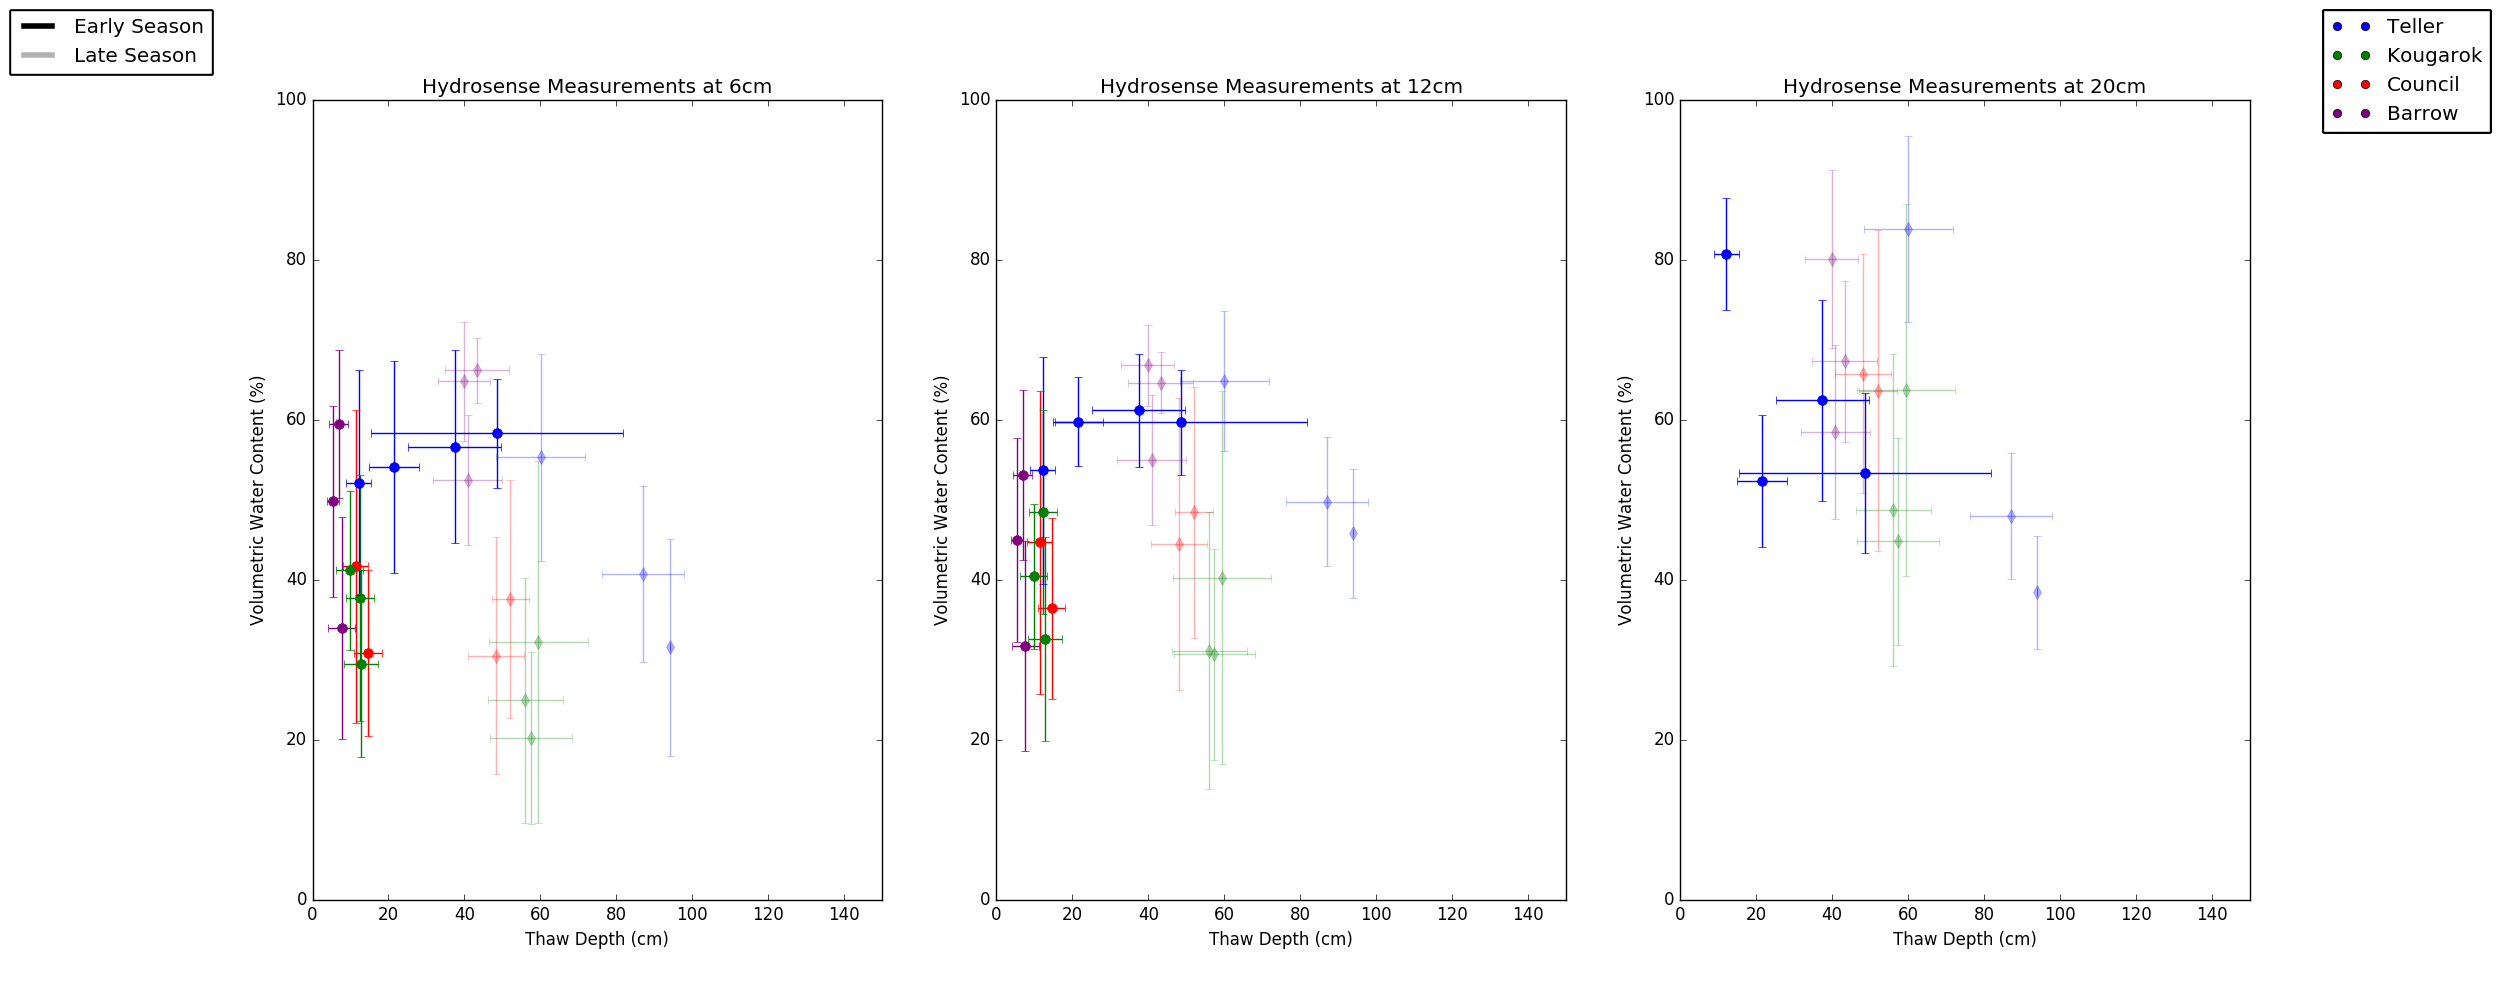 Early Season
Late Season
Teller
Kougarok
Council
Barrow
Hydrosense Measurements at 6cm
100
80
60
40
20
0
0 20 40 60 80 100 120 140
Volumetric Water Content (%)
Thaw Depth (cm)
Hydrosense Measurements at 12cm
100
80
60
40
20
0
0 20 40 60 80 100 120 140
Volumetric Water Content (%)
Thaw Depth (cm)
Hydrosense Measurements at 20cm
100
80
60
40
20
0
0 20 40 60 80 100 120 140
Volumetric Water Content (%)
Thaw Depth (cm)